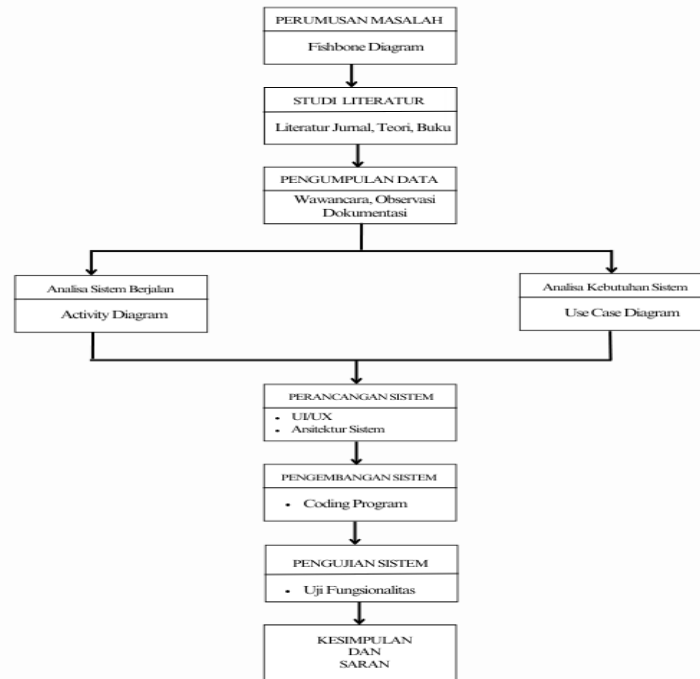 PERUMUSAN MASALAH
Fishbone Diagram
STUDI LITERATUR
Literatur Jurnal, Teori, Buku
PENGUMPULAN DATA
Wawancara, Observasi
Dokumentasi
Analisa Sistem Berjalan
Activity Diagram
Analisa Kebutuhan Sistem
Use Case Diagram
PERANCANGAN SISTEM
• UI/UX
• Arsitektur Sistem
PENGEMBANGAN SISTEM
• Coding Program
PENGUJIAN SISTEM
• Uji Fungsionalitas
KESIMPULAN
DAN
SARAN